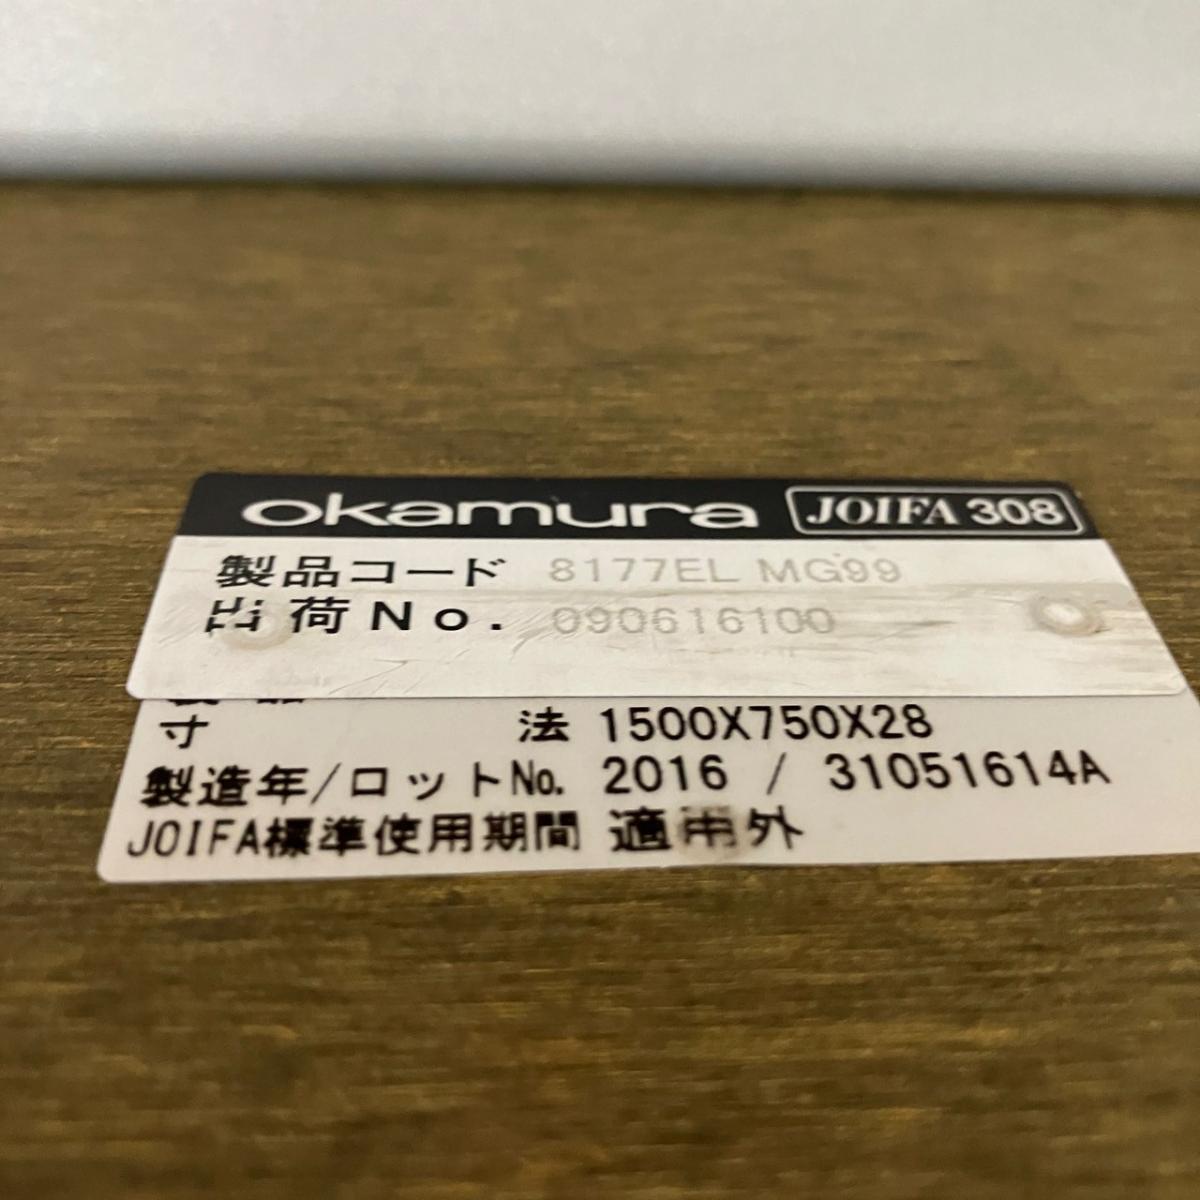 okamura JOIFA 308
製品コード 8177EL MG99
出荷No. 090616100
寸法 1500X750X28
製造年/ロットNo. 2016 / 31051614A
JOIFA標準使用期間 適用外